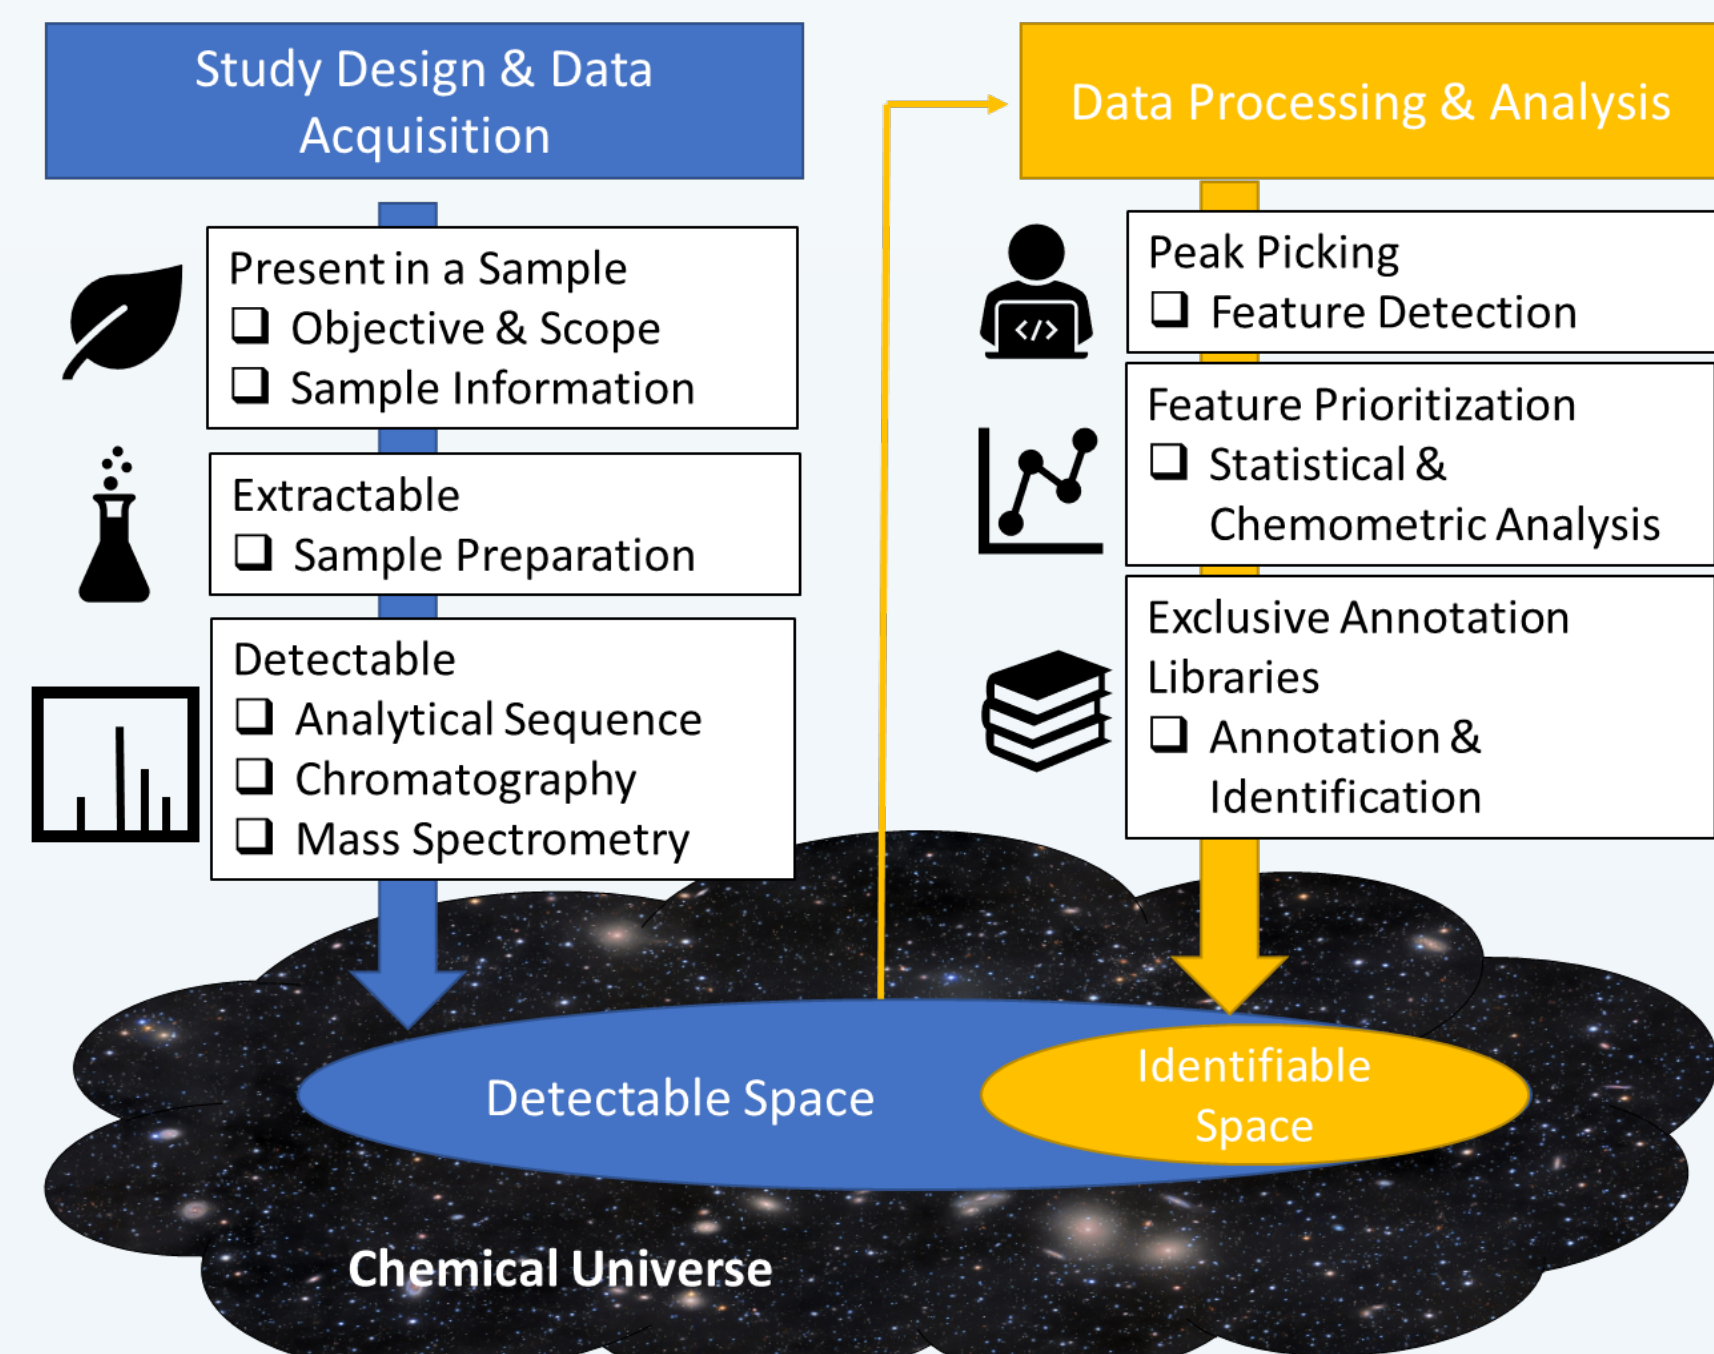 Study Design & Data
Acquisition
Present in a Sample
❑ Objective & Scope
❑ Sample Information
Extractable
❑ Sample Preparation
Detectable
❑ Analytical Sequence
❑ Chromatography
❑ Mass Spectrometry
Data Processing & Analysis
</>
Peak Picking
❑ Feature Detection
Feature Prioritization
❑ Statistical &
Chemometric Analysis
Exclusive Annotation
Libraries
❑ Annotation &
Identification
Detectable Space
Identifiable
Space
Chemical Universe